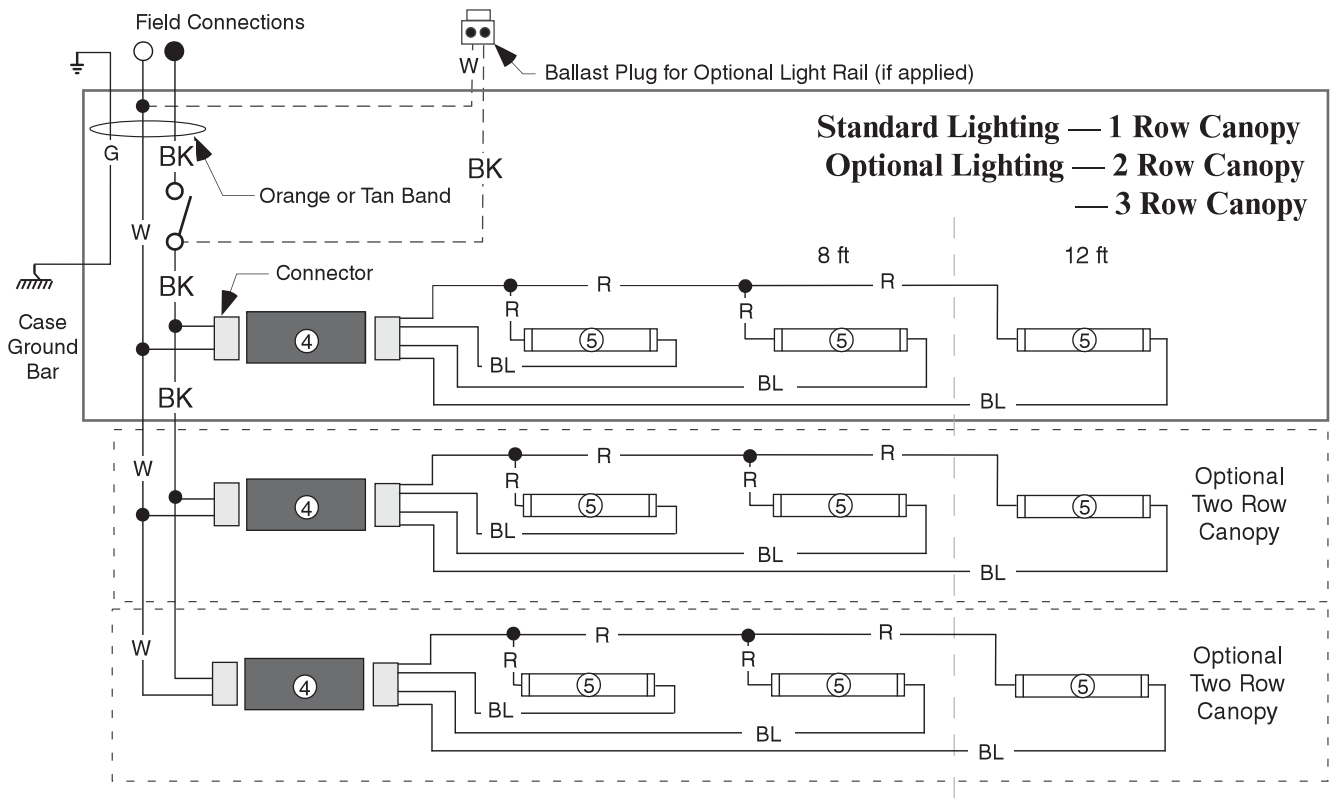 Field Connections
W
Ballast Plug for Optional Light Rail (if applied)
Standard Lighting — 1 Row Canopy
Optional Lighting — 2 Row Canopy
— 3 Row Canopy
G
BK
BK
Orange or Tan Band
W
8 ft
12 ft
Connector
BK
R
R
R
R
Case
Ground
Bar
4
5
5
5
BL
BL
BK
BL
W
R
R
R
R
4
5
5
5
Optional
Two Row
Canopy
BL
BL
BL
W
R
R
R
R
4
5
5
5
Optional
Two Row
Canopy
BL
BL
BL